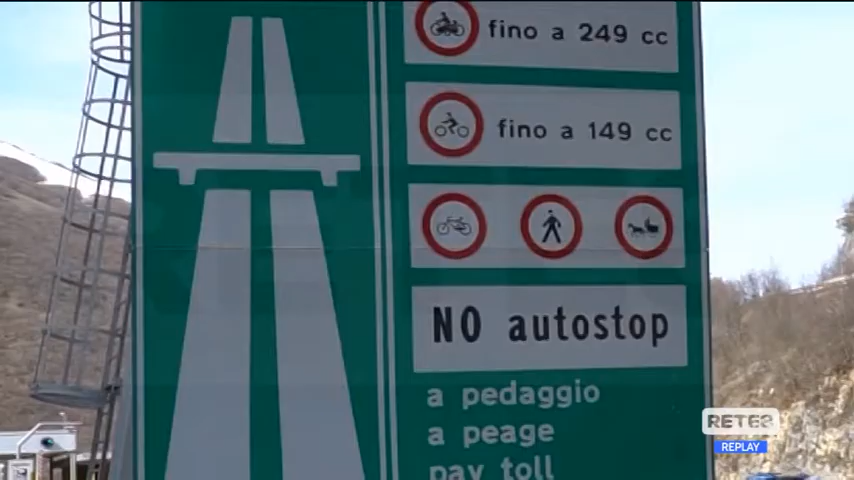 fino a 249 cc
fino a 149 cc
NO autostop
a pedaggio
a peage
pay toll
RETE8
REPLAY